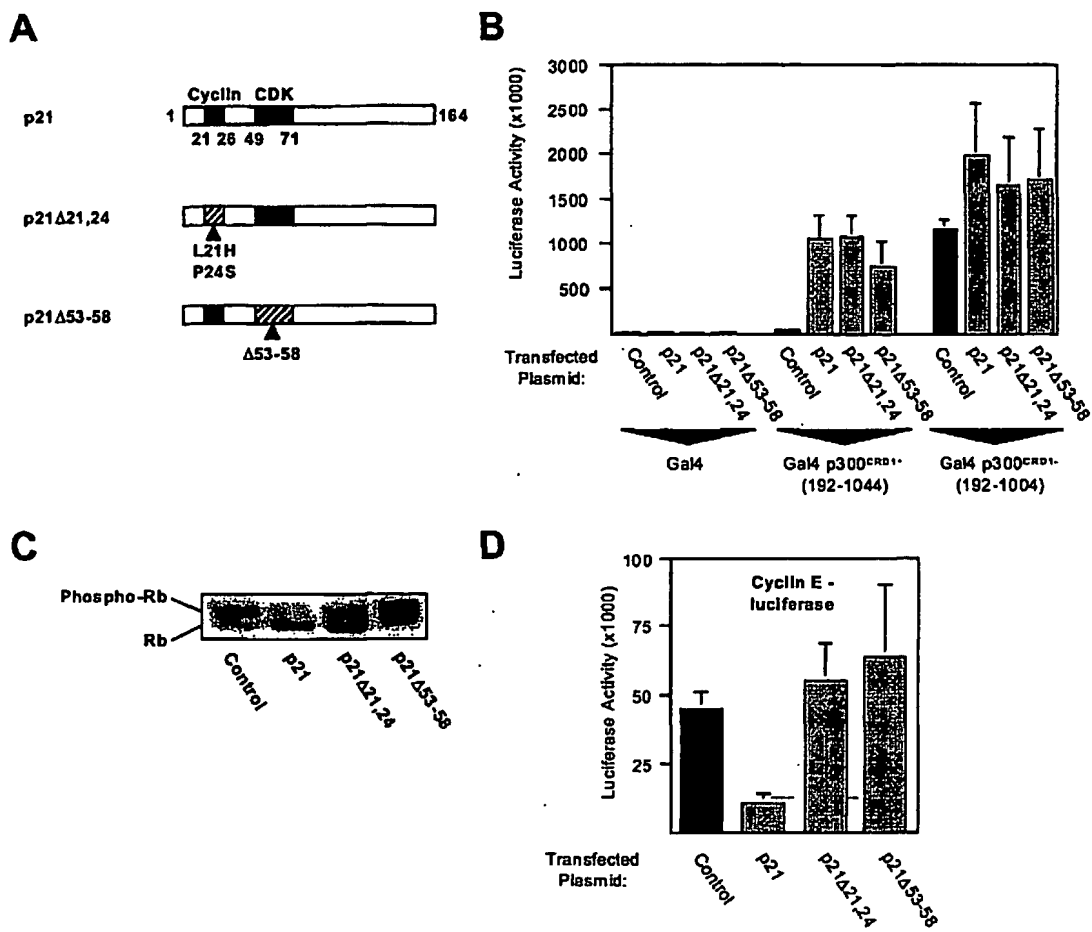 A
p21
1
Cyclin CDK
164
21 26 49 71
p21Δ21,24
L21H
P24S
p21Δ53-58
Δ53-58
B
Luciferase Activity (x1000)
3000
2500
2000
1500
1000
500
Transfected
Plasmid:
Control
p21
p21Δ21,24
p21Δ53-58
Control
p21
p21Δ21,24
p21Δ53-58
Control
p21
p21Δ21,24
p21Δ53-58
Gal4
Gal4 p300CRD1+
(192-1044)
Gal4 p300CRD1-
(192-1004)
C
Phospho-Rb
Rb
Control
p21
p21Δ21,24
p21Δ53-58
D
Luciferase Activity (x1000)
100
75
50
25
Cyclin E -
luciferase
Transfected
Plasmid:
Control
p21
p21Δ21,24
p21Δ53-58